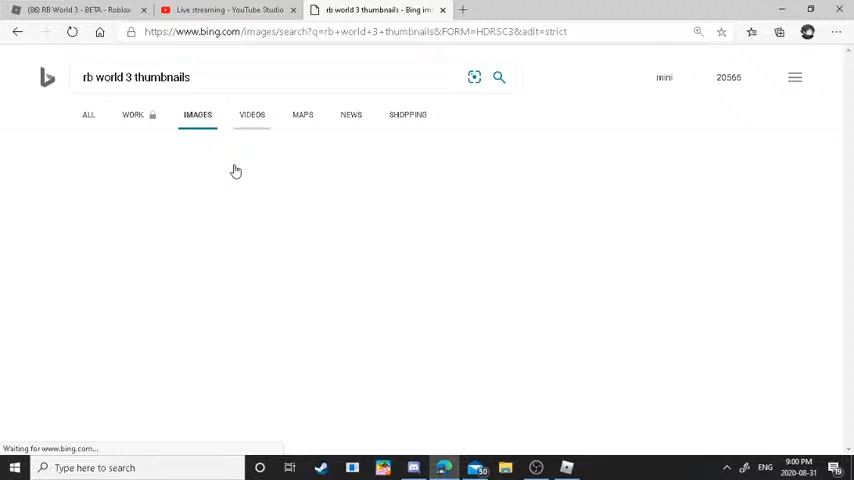 (86) RB World 3 - BETA - Roblox
Live streaming - YouTube Studio
rb world 3 thumbnails - Bing im
https://www.bing.com/images/search?q=rb+world+3+thumbnails&FORM=HDRSC3&adlt=strict
rb world 3 thumbnails
mini
20566
ALL
WORK
IMAGES
VIDEOS
MAPS
NEWS
SHOPPING
Waiting for www.bing.com...
Type here to search
50
ENG
9:00 PM
2020-08-31
19